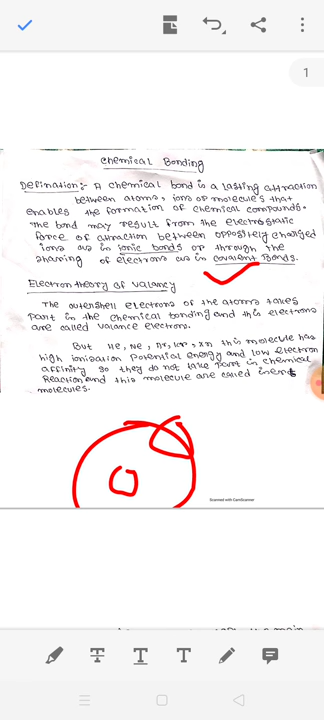 1
Chemical Bonding
Defination:- A chemical bond is a lasting attraction
between atoms, ions or molecules that
enables the formation of chemical compounds.
The bond may result from the electrostatic
force of attraction between oppositely charged
ions as in ionic bonds or through the
sharing of electrons as in covalent Bonds.
Electron theory of valancy
The outershell electrons of the atoms takes
part in the chemical bonding and this electrons
are called valance electrons.
But He, Ne, Ar, Kr, Xn this molecule has
high ionisation potential energy and low electron
affinity so they do not take part in chemical
Reaction and this molecule are called inerts
molecules.
Scanned with CamScanner
T T T